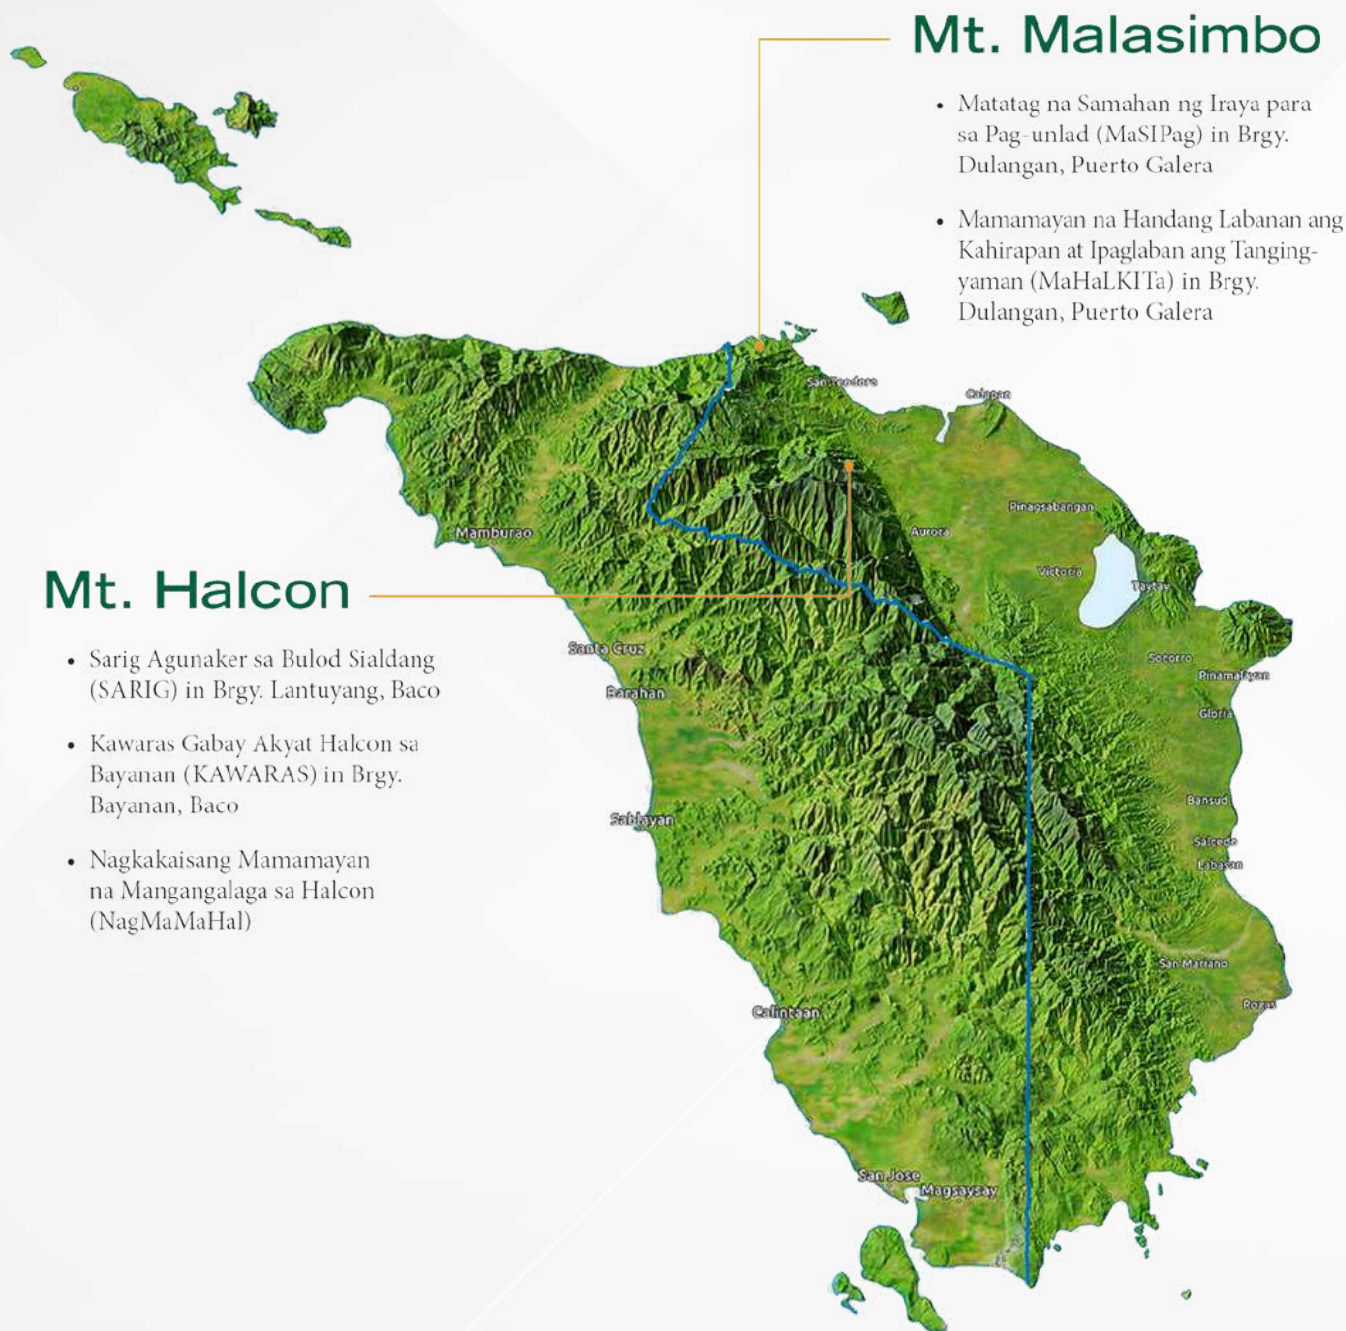 Mt. Malasimbo
• Matatag na Samahan ng Iraya para
sa Pag-unlad (MaSIPag) in Brgy.
Dulangan, Puerto Galera
• Mamamayan na Handang Labanan ang
Kahirapan at Ipaglaban ang Tanging-
yaman (MaHaLKITa) in Brgy.
Dulangan, Puerto Galera
San Teodoro
Calapan
Pinagsabangan
Mamburao
Aurora
Victoria
Taytay
Mt. Halcon
• Sarig Agunaker sa Bulod Sialdang
(SARIG) in Brgy. Lantuyang, Baco
• Kawaras Gabay Akyat Halcon sa
Bayanan (KAWARAS) in Brgy.
Bayanan, Baco
• Nagkakaisang Mamamayan
na Mangangalaga sa Halcon
(NagMaMaHal)
Santa Cruz
Socorro
Pinamalayan
Barahan
Gloria
Bansud
Sablayan
Salcedo
Labasan
San Mariano
Roxas
Calintaan
San Jose
Magsaysay